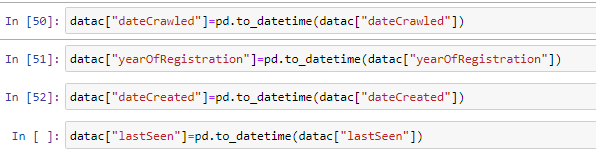 In [50]: datac["dateCrawled"]=pd.to_datetime(datac["dateCrawled"])
In [51]: datac["yearOfRegistration"]=pd.to_datetime(datac["yearOfRegistration"])
In [52]: datac["dateCreated"]=pd.to_datetime(datac["dateCreated"])
In [ ]: datac["lastSeen"]=pd.to_datetime(datac["lastSeen"])